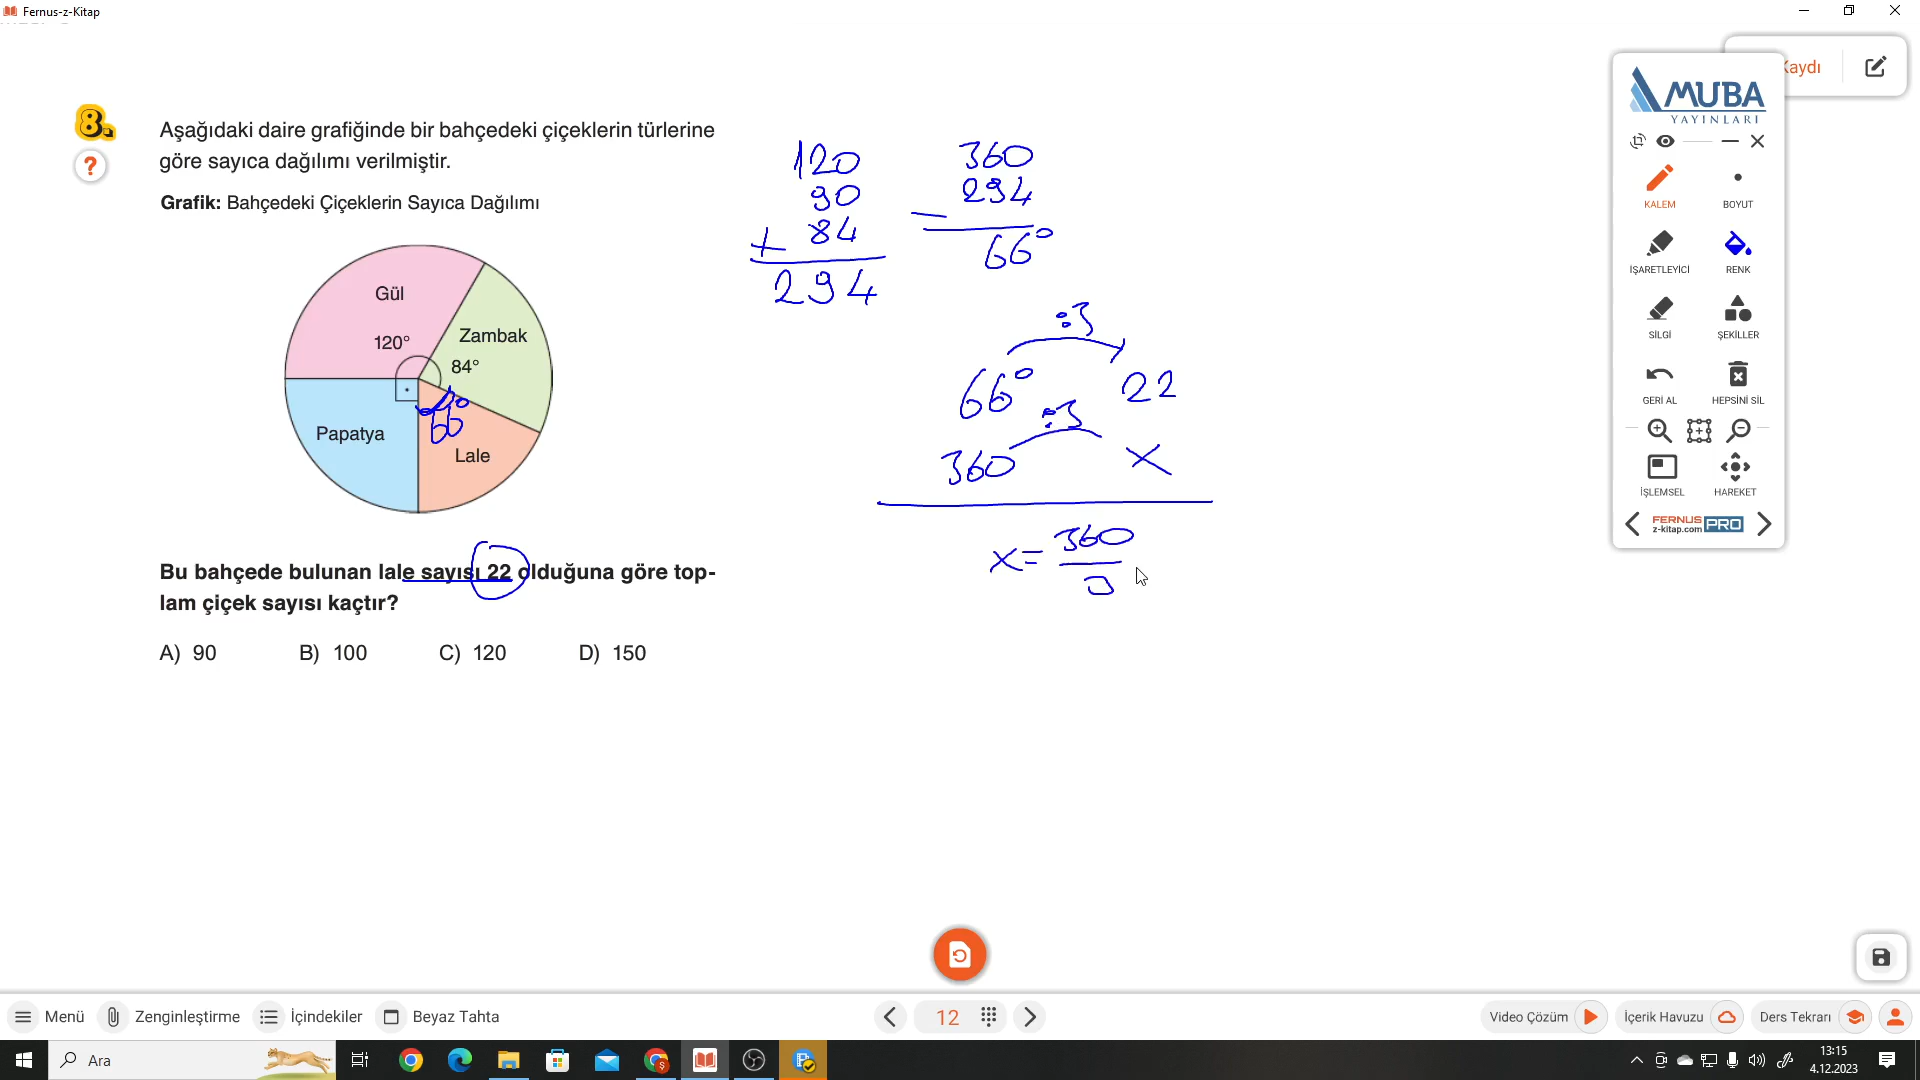 Fernus-z-Kitap
Kaydı
MUBA
YAYINLARI
8.
?
Aşağıdaki daire grafiğinde bir bahçedeki çiçeklerin türlerine
göre sayıca dağılımı verilmiştir.
Grafik: Bahçedeki Çiçeklerin Sayıca Dağılımı
Gül
120°
Zambak
84°
66°
Papatya
Lale
Bu bahçede bulunan lale sayısı 22 olduğuna göre top-
lam çiçek sayısı kaçtır?
A) 90 B) 100 C) 120 D) 150
120
90
+ 84
294
360
294
−
66°
:3
66° 22
:3
360 x
x = 360
KALEM BOYUT
İŞARETLEYİCİ RENK
SİLGİ ŞEKİLLER
GERİ AL HEPSİNİ SİL
İŞLEMSEL HAREKET
FERNUS
z-kitap.com PRO
Menü Zenginleştirme İçindekiler Beyaz Tahta
12
Video Çözüm İçerik Havuzu Ders Tekrarı
Ara
13:15
4.12.2023